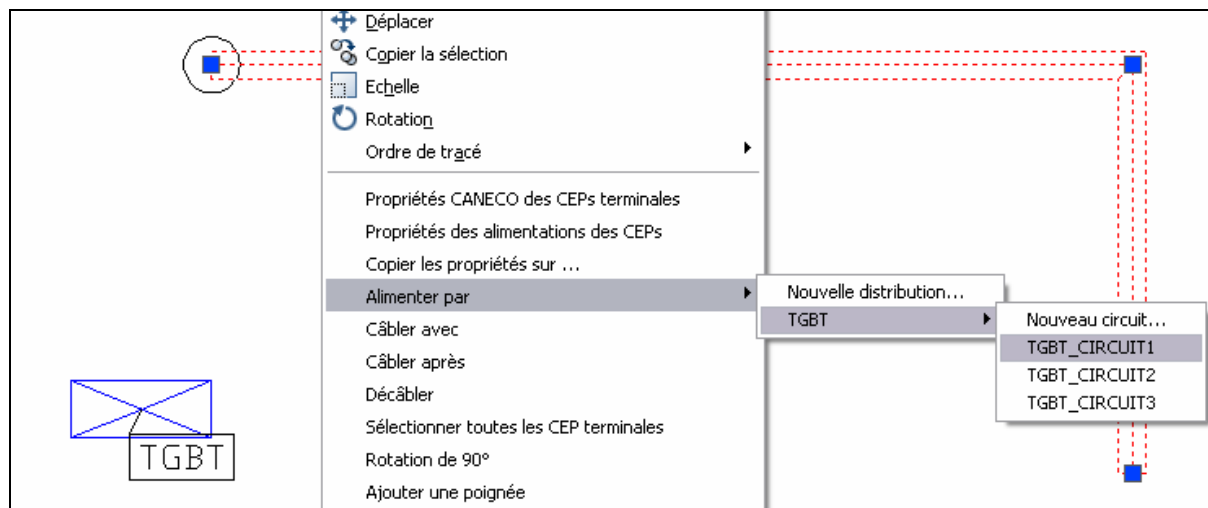 Déplacer
Copier la sélection
Echelle
Rotation
Ordre de tracé
Propriétés CANECO des CEPs terminales
Propriétés des alimentations des CEPs
Copier les propriétés sur ...
Alimenter par
Nouvelle distribution...
TGBT
Nouveau circuit...
TGBT_CIRCUIT1
TGBT_CIRCUIT2
TGBT_CIRCUIT3
Câbler avec
Câbler après
Décâbler
Sélectionner toutes les CEP terminales
Rotation de 90°
Ajouter une poignée
TGBT